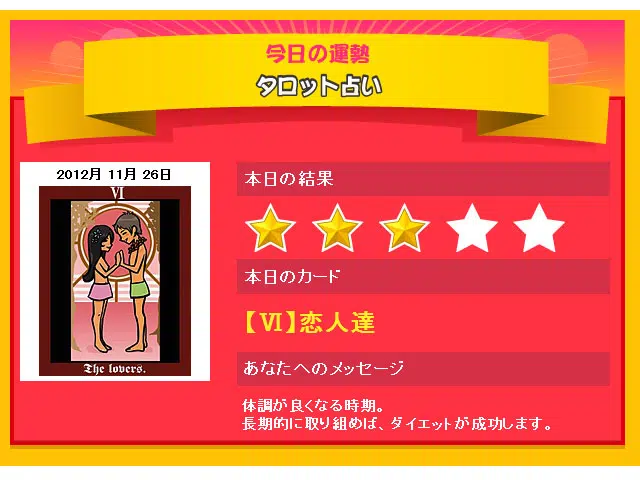 今日の運勢
タロット占い
2012月 11月 26日
VI
The lovers.
本日の結果
本日のカード
【Ⅵ】恋人達
あなたへのメッセージ
体調が良くなる時期。
長期的に取り組めば、ダイエットが成功します。